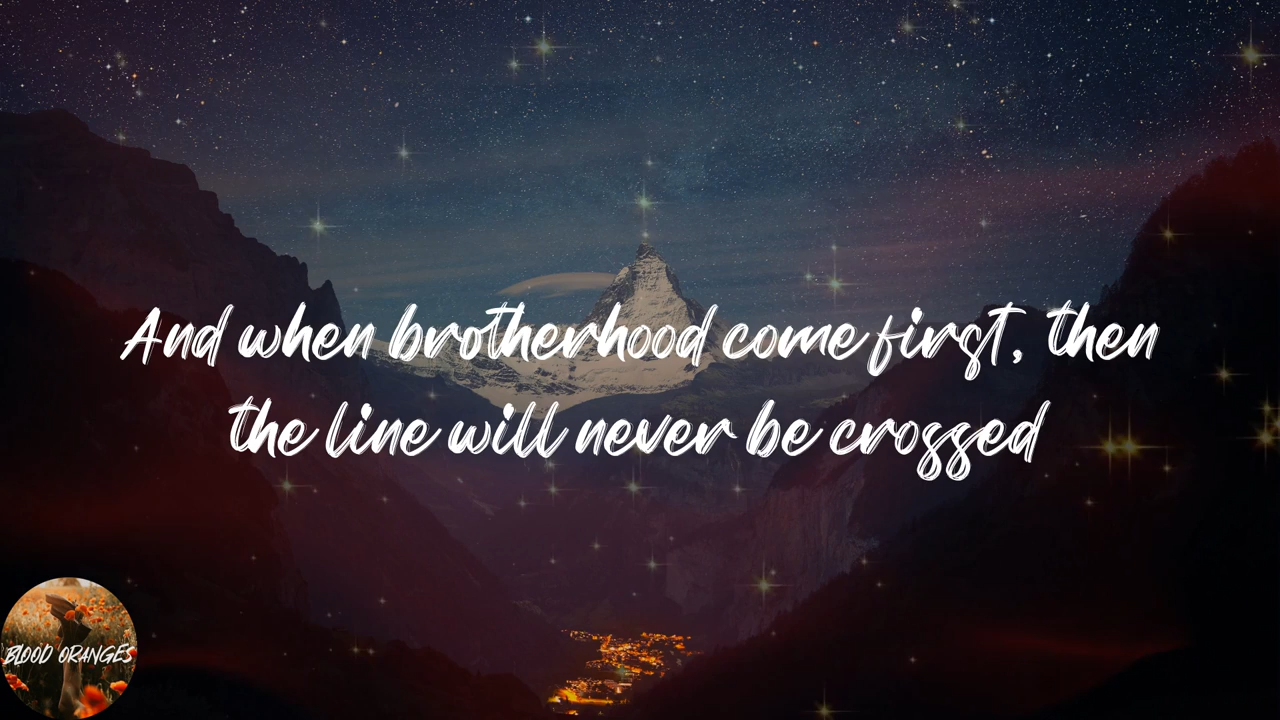 And when brotherhood come first, then
the line will never be crossed
BLOOD ORANGES